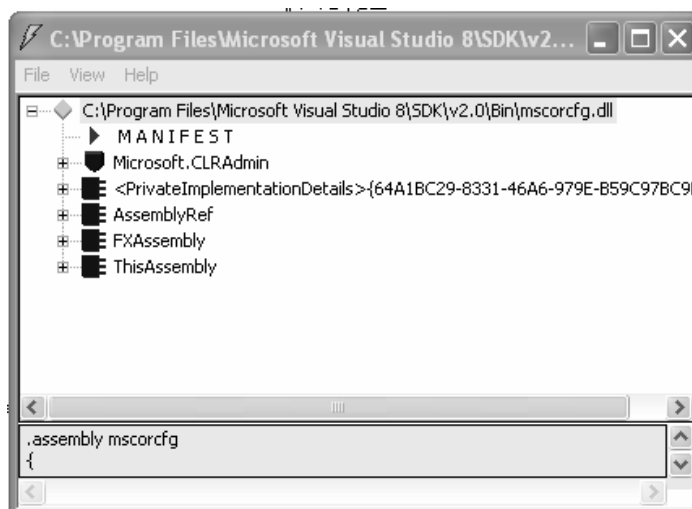 C:\Program Files\Microsoft Visual Studio 8\SDK\v2...
File View Help
C:\Program Files\Microsoft Visual Studio 8\SDK\v2.0\Bin\mscorcfg.dll
MANIFEST
Microsoft.CLRAdmin
<PrivateImplementationDetails>{64A1BC29-8331-46A6-979E-B59C97BC9
AssemblyRef
FXAssembly
ThisAssembly
.assembly mscorcfg
{